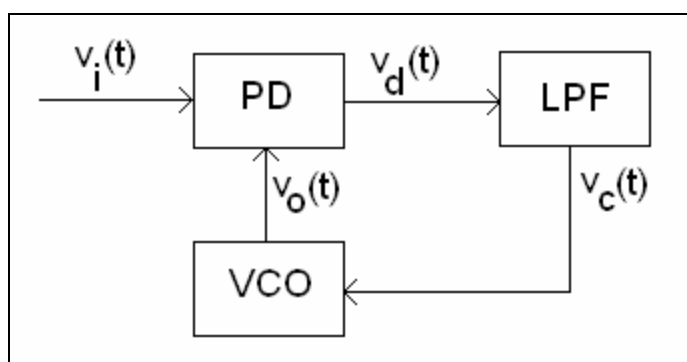 v_i(t)
PD
v_d(t)
LPF
v_o(t)
v_c(t)
VCO